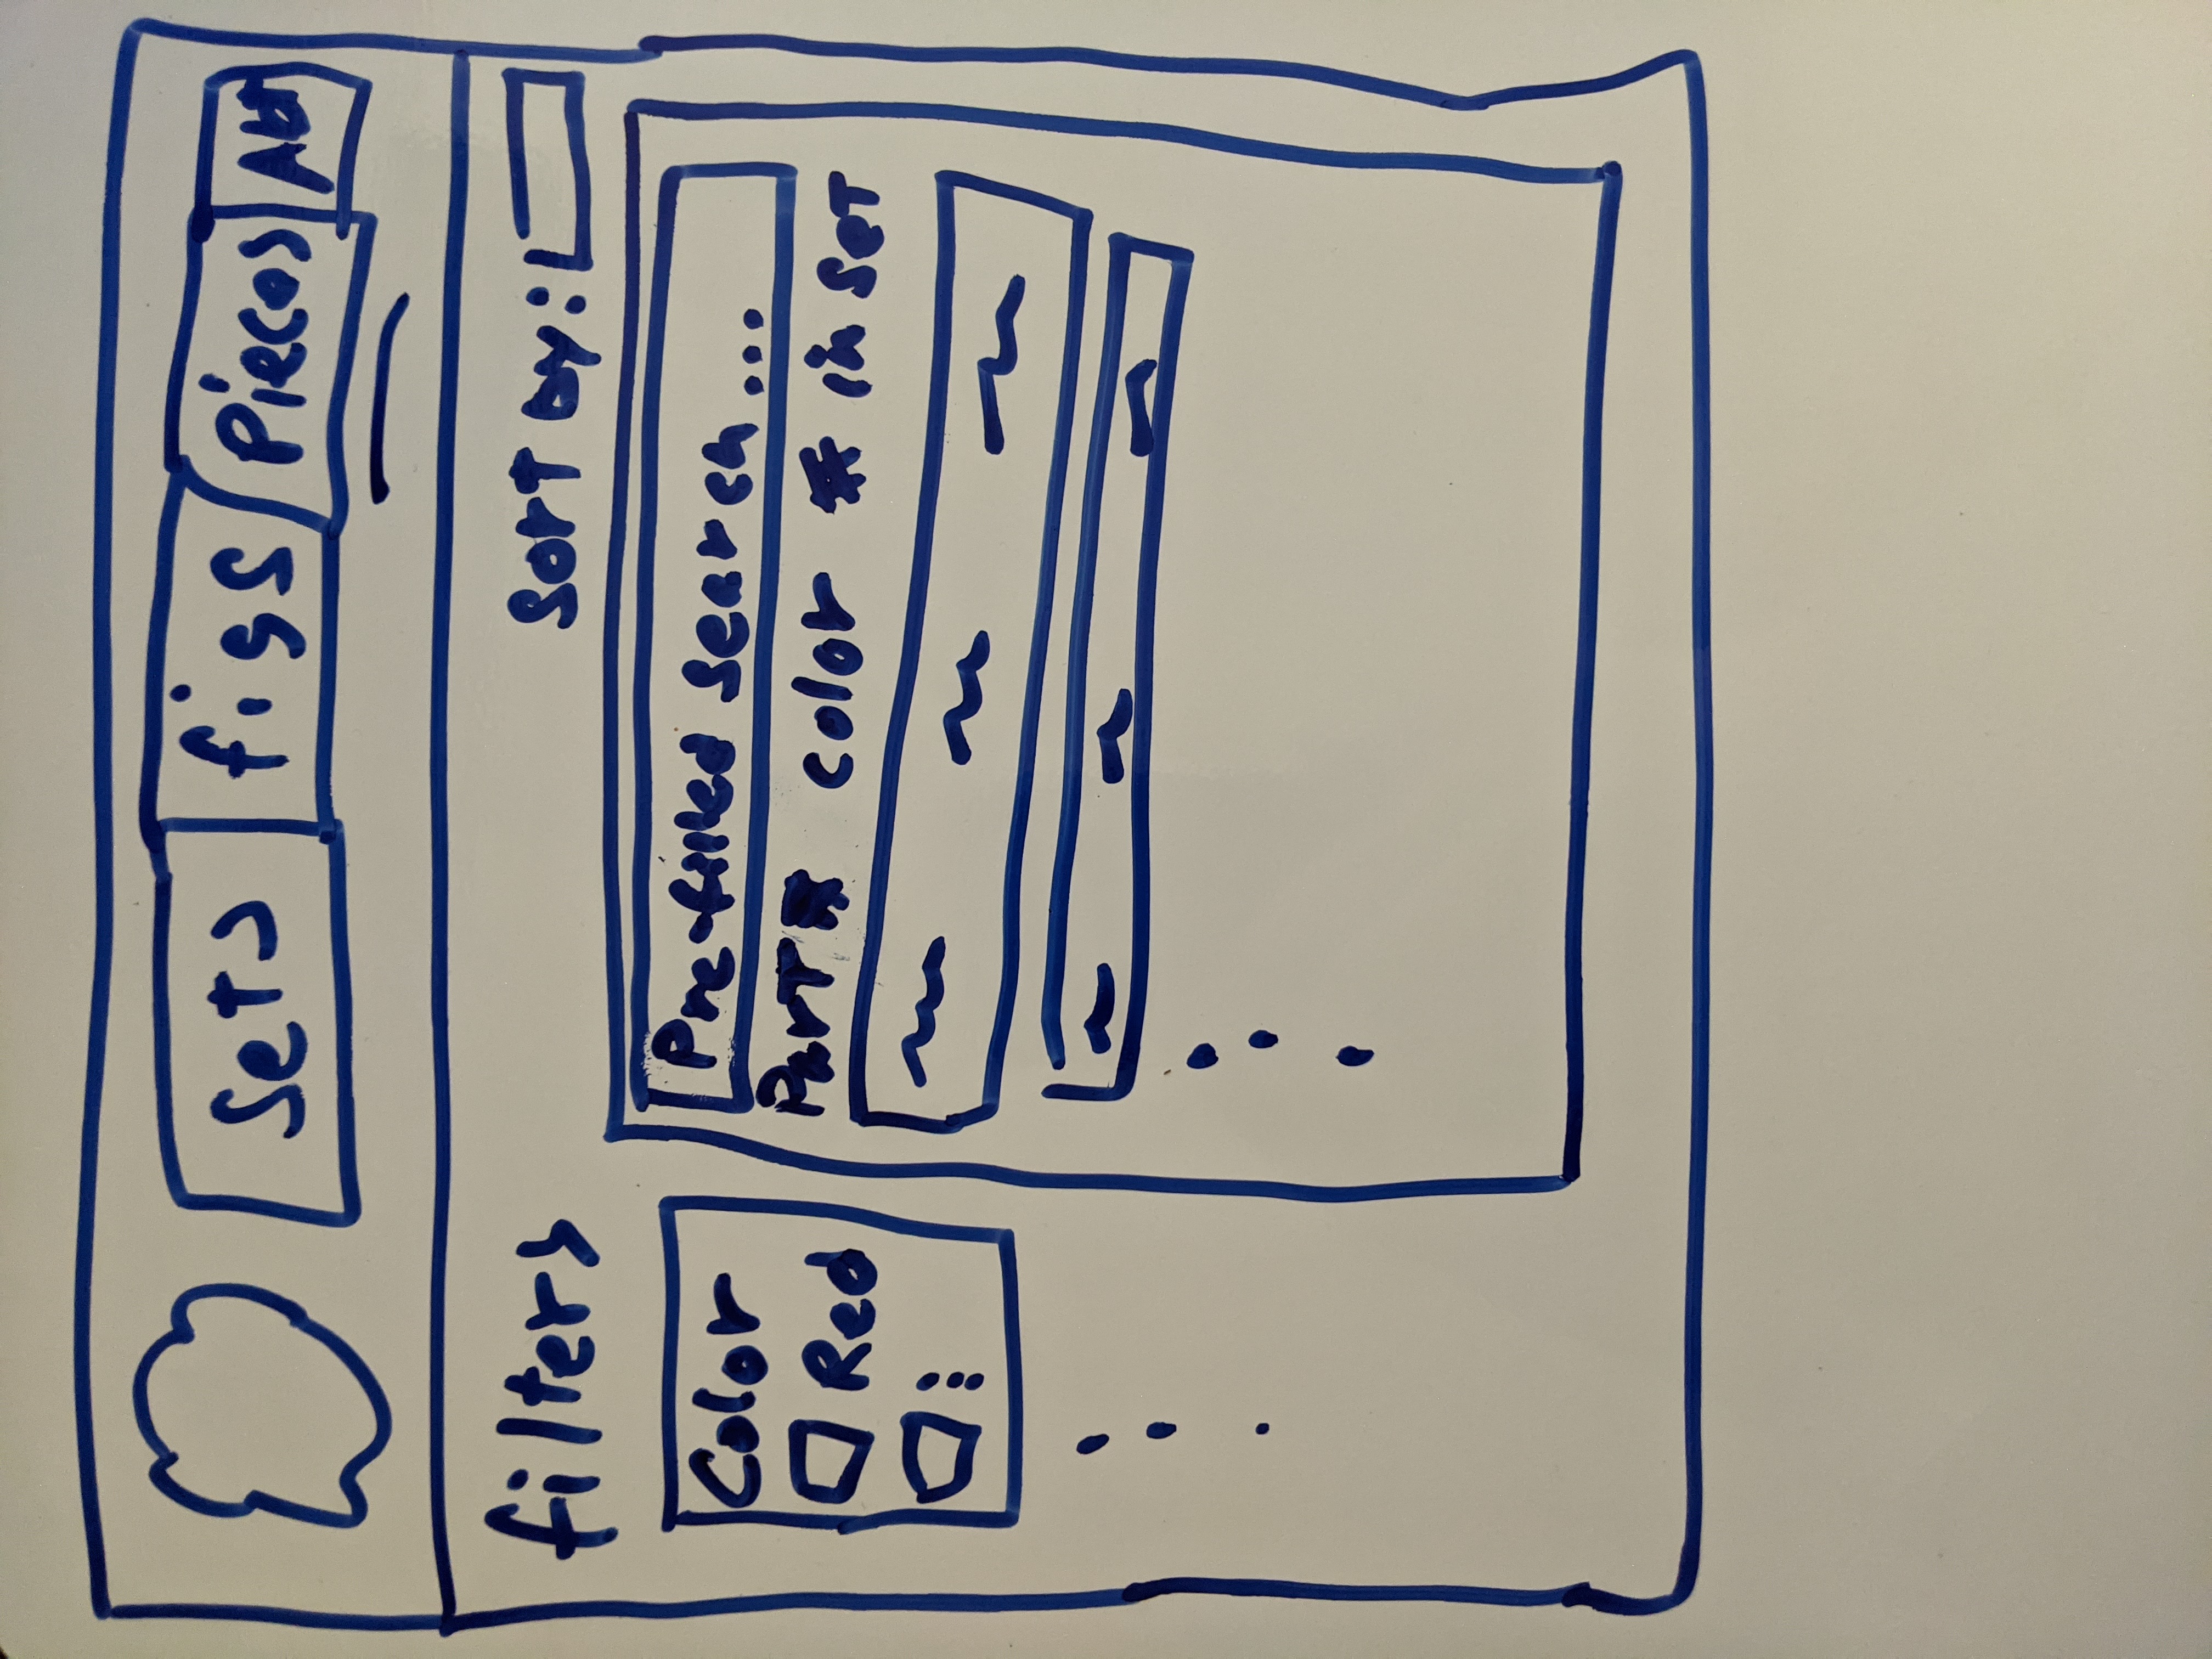 Sets figs Pieces Abt
filters
Sort by:
Color
Red
Pre-filled search...
Part # color # in set